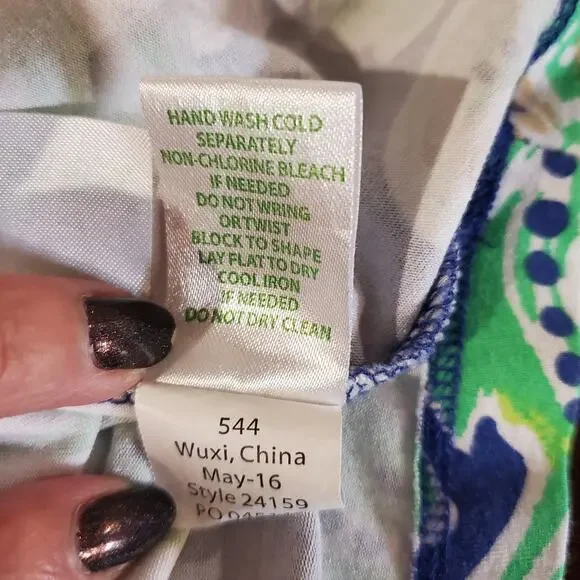 HAND WASH COLD
SEPARATELY
NON-CHLORINE BLEACH
IF NEEDED
DO NOT WRING
OR TWIST
BLOCK TO SHAPE
LAY FLAT TO DRY
COOL IRON
IF NEEDED
DO NOT DRY CLEAN
544
Wuxi, China
May-16
Style 24159
PO